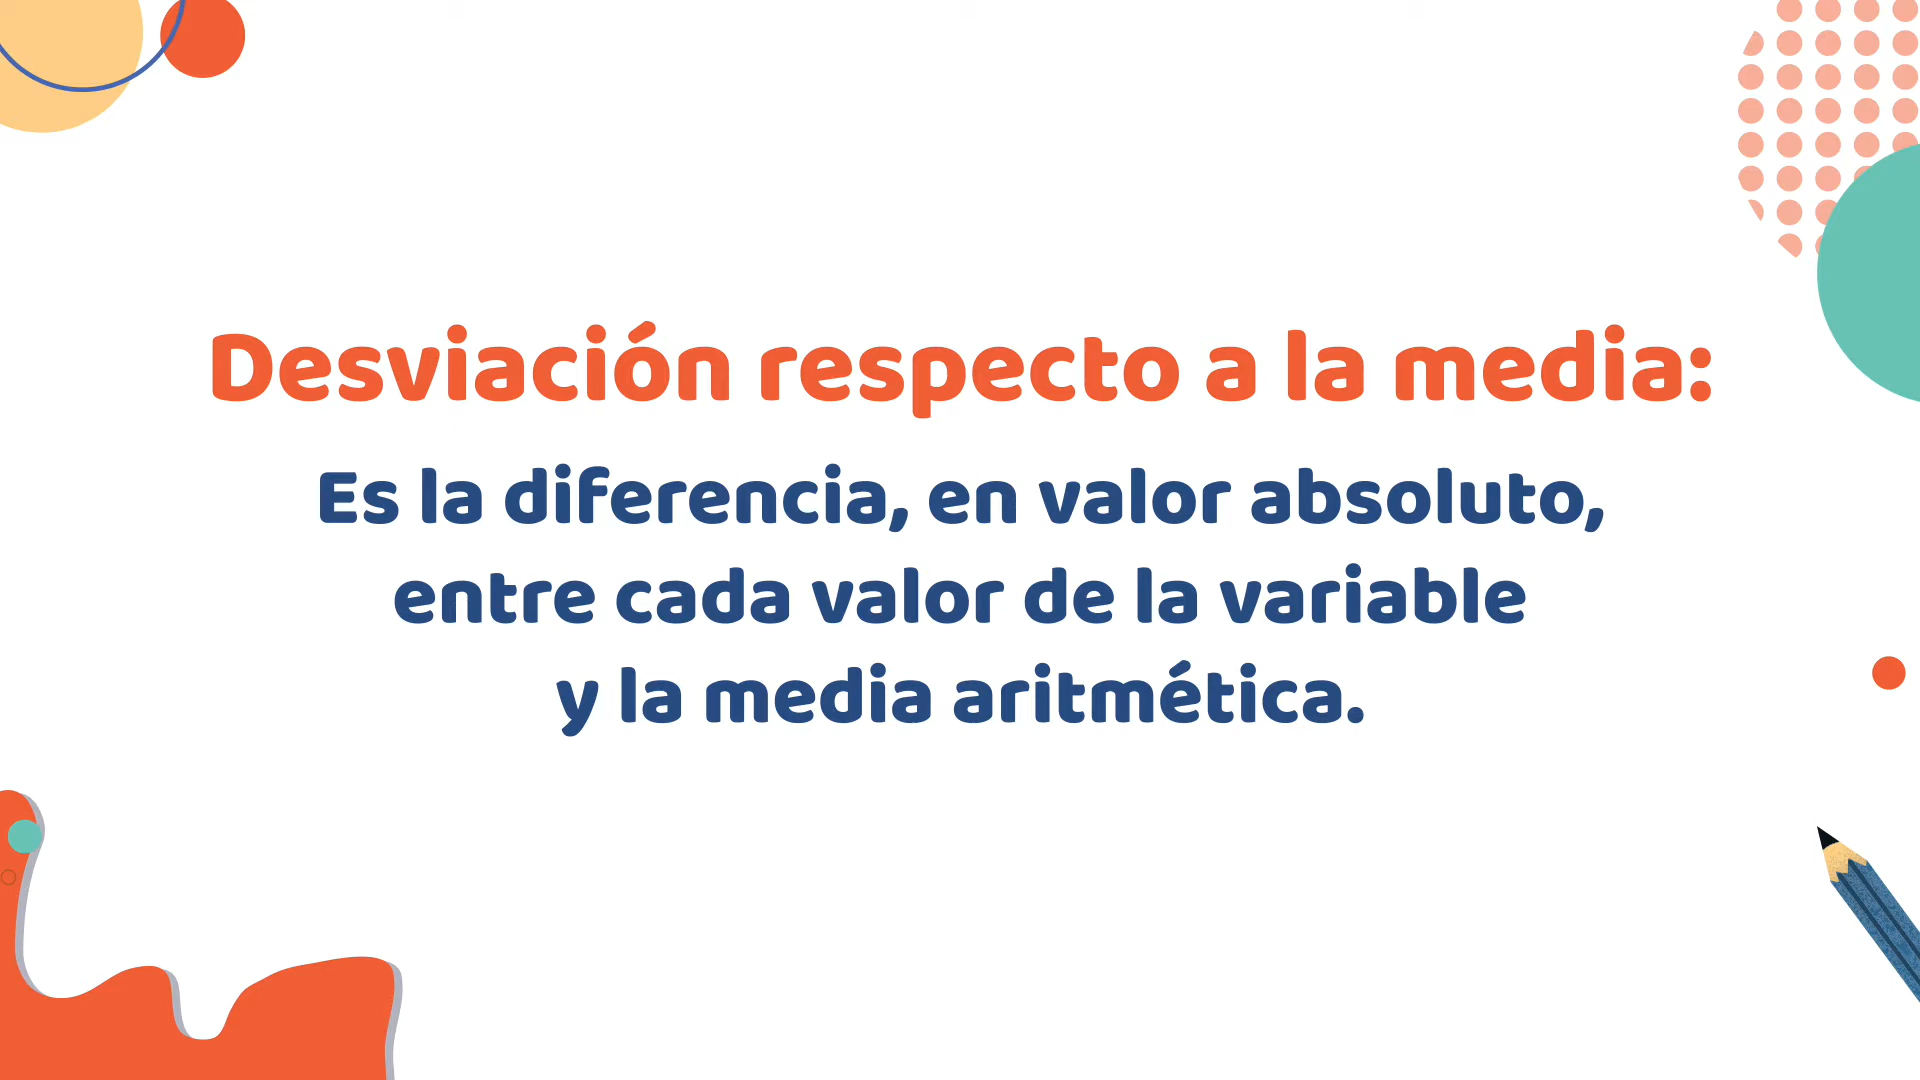 Desviación respecto a la media:
Es la diferencia, en valor absoluto,
entre cada valor de la variable
y la media aritmética.